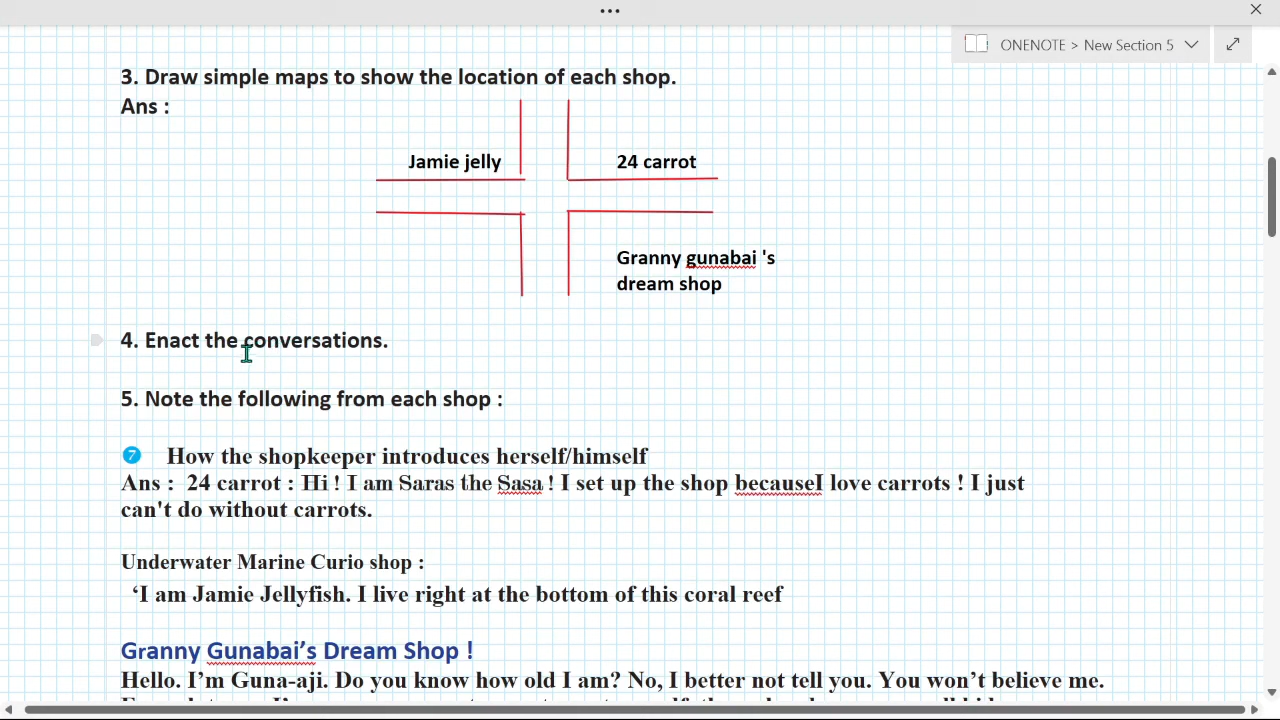 ONENOTE > New Section 5
3. Draw simple maps to show the location of each shop.
Ans :
Jamie jelly
24 carrot
Granny gunabai 's
dream shop
4. Enact the conversations.
5. Note the following from each shop :
7 How the shopkeeper introduces herself/himself
Ans : 24 carrot : Hi ! I am Saras the Sasa ! I set up the shop becauseI love carrots ! I just
can't do without carrots.
Underwater Marine Curio shop :
‘I am Jamie Jellyfish. I live right at the bottom of this coral reef
Granny Gunabai’s Dream Shop !
Hello. I’m Guna-aji. Do you know how old I am? No, I better not tell you. You won’t believe me.